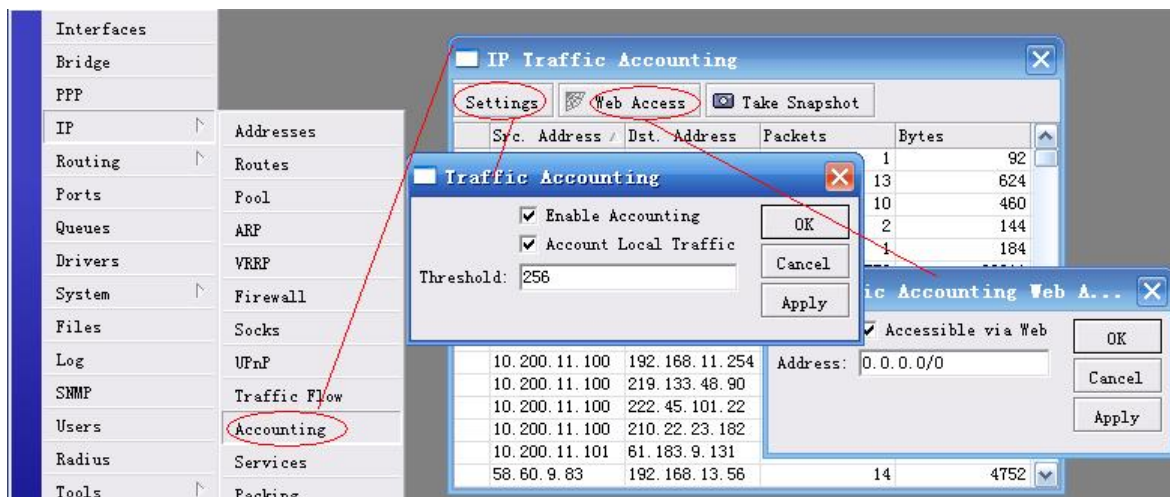 Interfaces
Bridge
PPP
IP
Routing
Ports
Queues
Drivers
System
Files
Log
SNMP
Users
Radius
Tools
Addresses
Routes
Pool
ARP
VRRP
Firewall
Socks
UPnP
Traffic Flow
Accounting
Services
Packing
IP Traffic Accounting
Settings Web Access Take Snapshot
Src. Address Dst. Address Packets Bytes
1 92
13 624
10 460
2 144
1 184
Traffic Accounting
Enable Accounting
Account Local Traffic
Threshold: 256
OK
Cancel
Apply
ic Accounting Web A...
Accessible via Web
Address: 0.0.0.0/0
OK
Cancel
Apply
10.200.11.100 192.168.11.254
10.200.11.100 219.133.48.90
10.200.11.100 222.45.101.22
10.200.11.100 210.22.23.182
10.200.11.101 61.183.9.131
58.60.9.83 192.168.13.56 14 4752